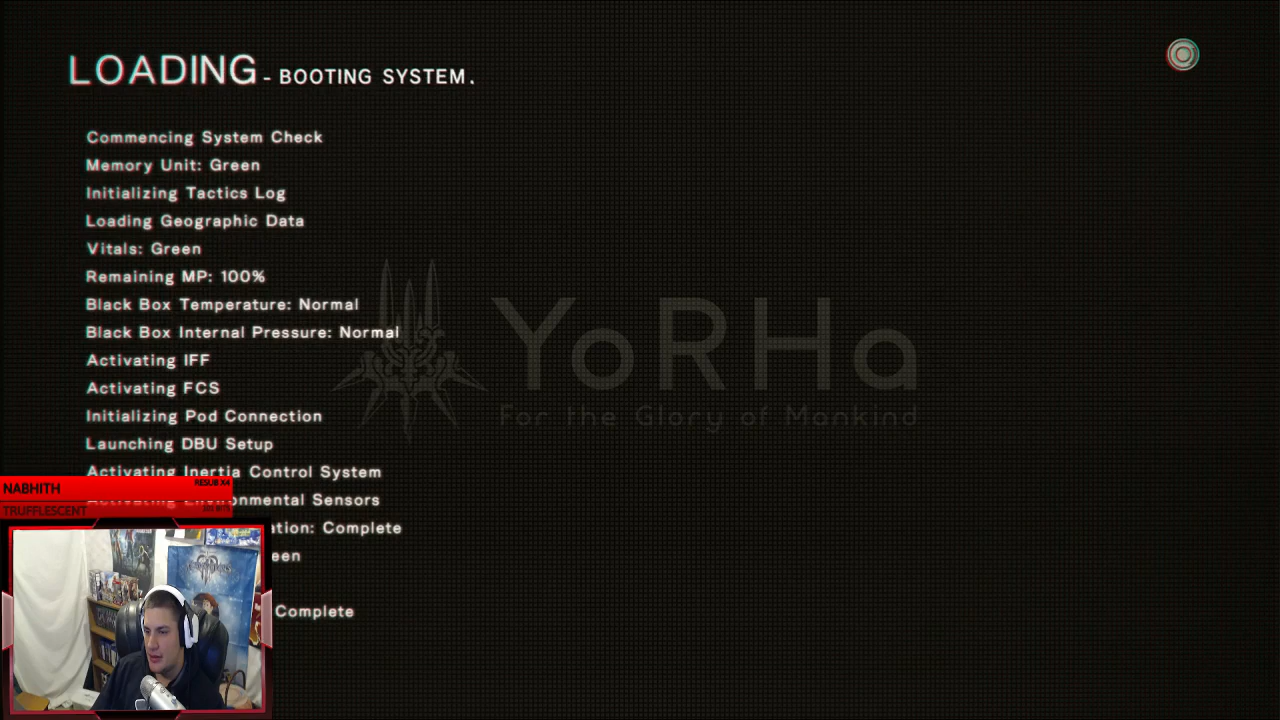 LOADING - BOOTING SYSTEM.
Commencing System Check
Memory Unit: Green
Initializing Tactics Log
Loading Geographic Data
Vitals: Green
Remaining MP: 100%
Black Box Temperature: Normal
Black Box Internal Pressure: Normal
Activating IFF
Activating FCS
Initializing Pod Connection
Launching DBU Setup
Activating Inertia Control System
Activating Environmental Sensors
ation: Complete
een
Complete
YoRHa
For the Glory of Mankind
NABHITH RESUB X4
TRUFFLESCENT